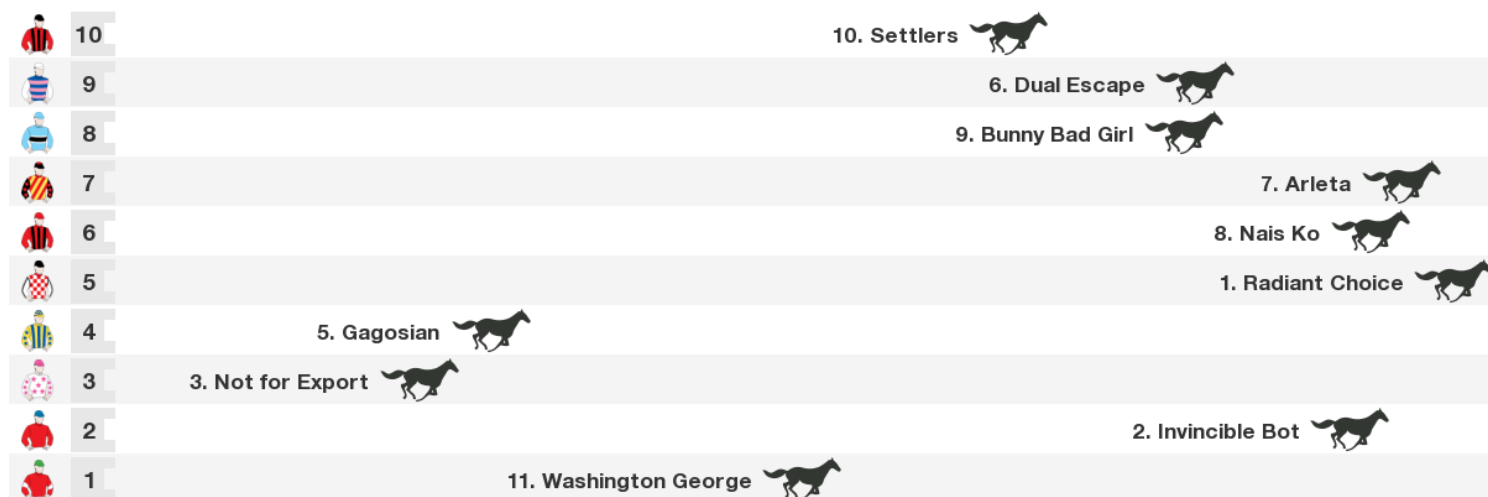 10 10. Settlers
9 6. Dual Escape
8 9. Bunny Bad Girl
7 7. Arleta
6 8. Nais Ko
5 1. Radiant Choice
4 5. Gagosian
3 3. Not for Export
2 2. Invincible Bot
1 11. Washington George